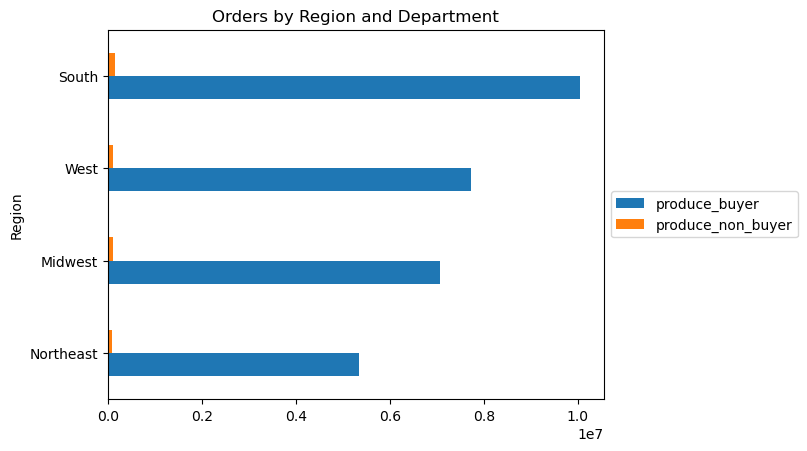 Orders by Region and Department
Region
South
West
Midwest
Northeast
0.0 0.2 0.4 0.6 0.8 1.0
1e7
produce_buyer
produce_non_buyer